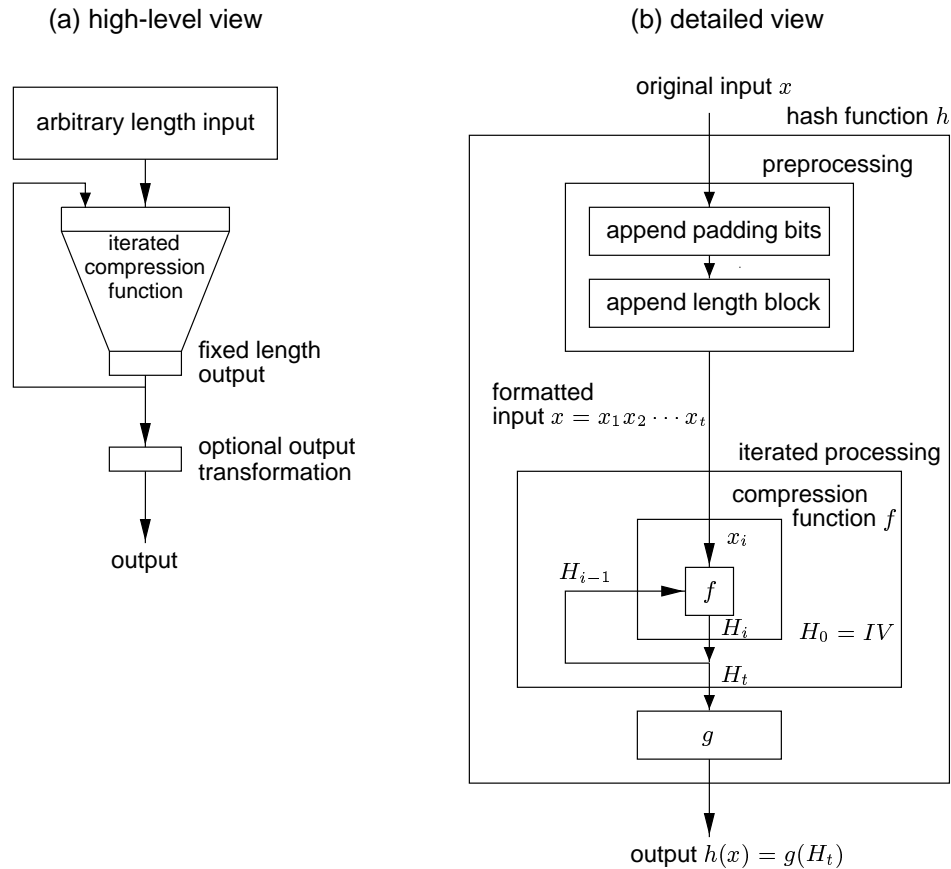 (a) high-level view
arbitrary length input
iterated
compression
function
fixed length
output
optional output
transformation
output
(b) detailed view
original input x
hash function h
preprocessing
append padding bits
append length block
formatted
input x = x₁x₂ ⋯ xₜ
iterated processing
compression
function f
xᵢ
Hᵢ₋₁
f
Hᵢ
H₀ = IV
Hₜ
g
output h(x) = g(Hₜ)